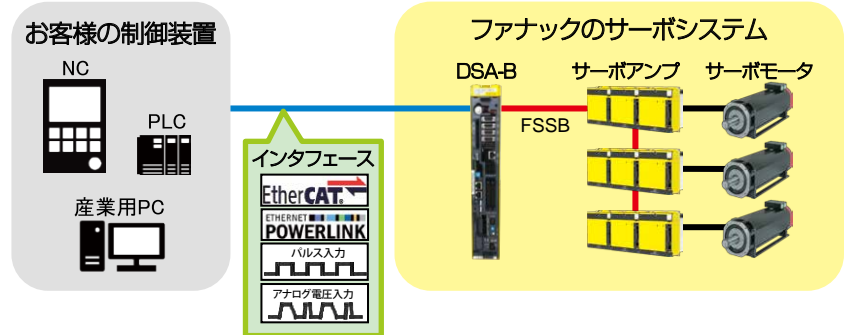 お客様の制御装置
NC
PLC
産業用PC
インタフェース
EtherCAT®
ETHERNET
POWERLINK
パルス入力
アナログ電圧入力
ファナックのサーボシステム
DSA-B
サーボアンプ
サーボモータ
FSSB